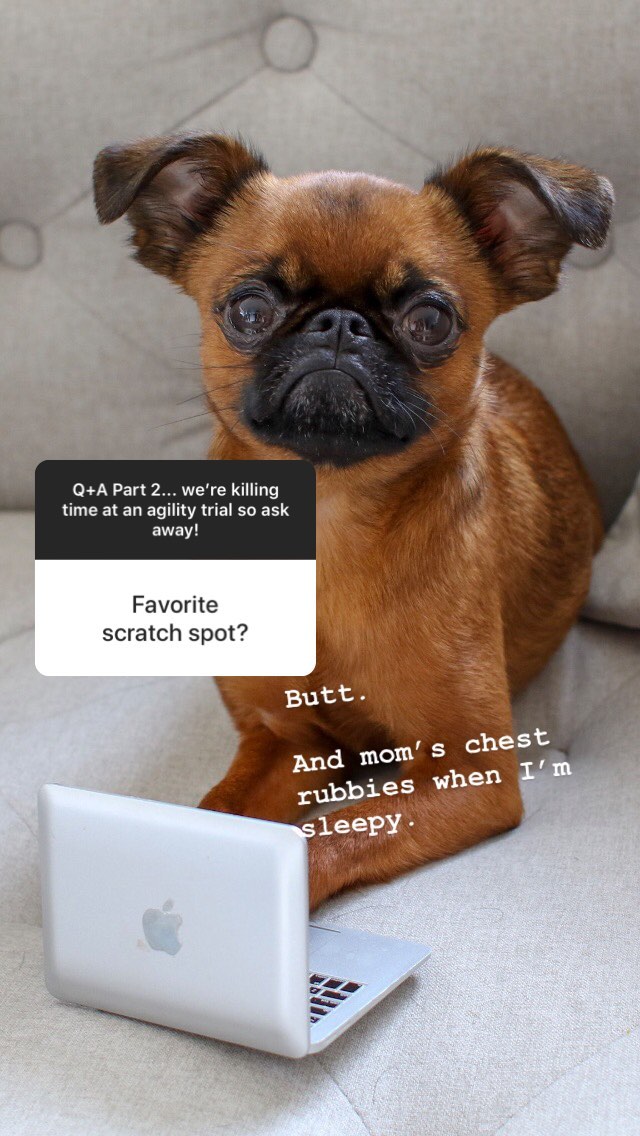 Q+A Part 2... we're killing
time at an agility trial so ask
away!
Favorite
scratch spot?
Butt.
And mom's chest
rubbies when I'm
sleepy.